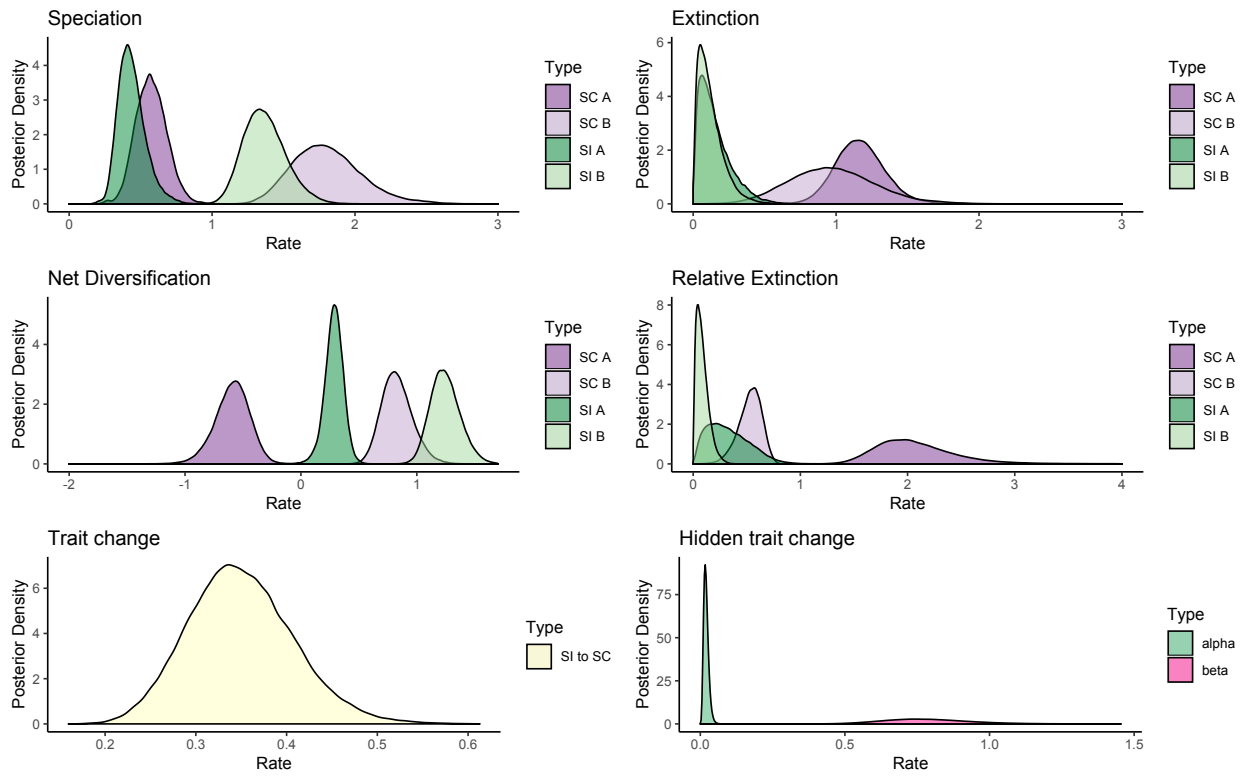 Speciation
Posterior Density
4
3
2
1
0
0 1 2 3
Rate
Type
SC A
SC B
SI A
SI B
Extinction
Posterior Density
6
4
2
0
0 1 2 3
Rate
Type
SC A
SC B
SI A
SI B
Net Diversification
Posterior Density
4
2
0
-2 -1 0 1
Rate
Type
SC A
SC B
SI A
SI B
Relative Extinction
Posterior Density
8
6
4
2
0
0 1 2 3 4
Rate
Type
SC A
SC B
SI A
SI B
Trait change
Posterior Density
6
4
2
0
0.2 0.3 0.4 0.5 0.6
Rate
Type
SI to SC
Hidden trait change
Posterior Density
75
50
25
0
0.0 0.5 1.0 1.5
Rate
Type
alpha
beta